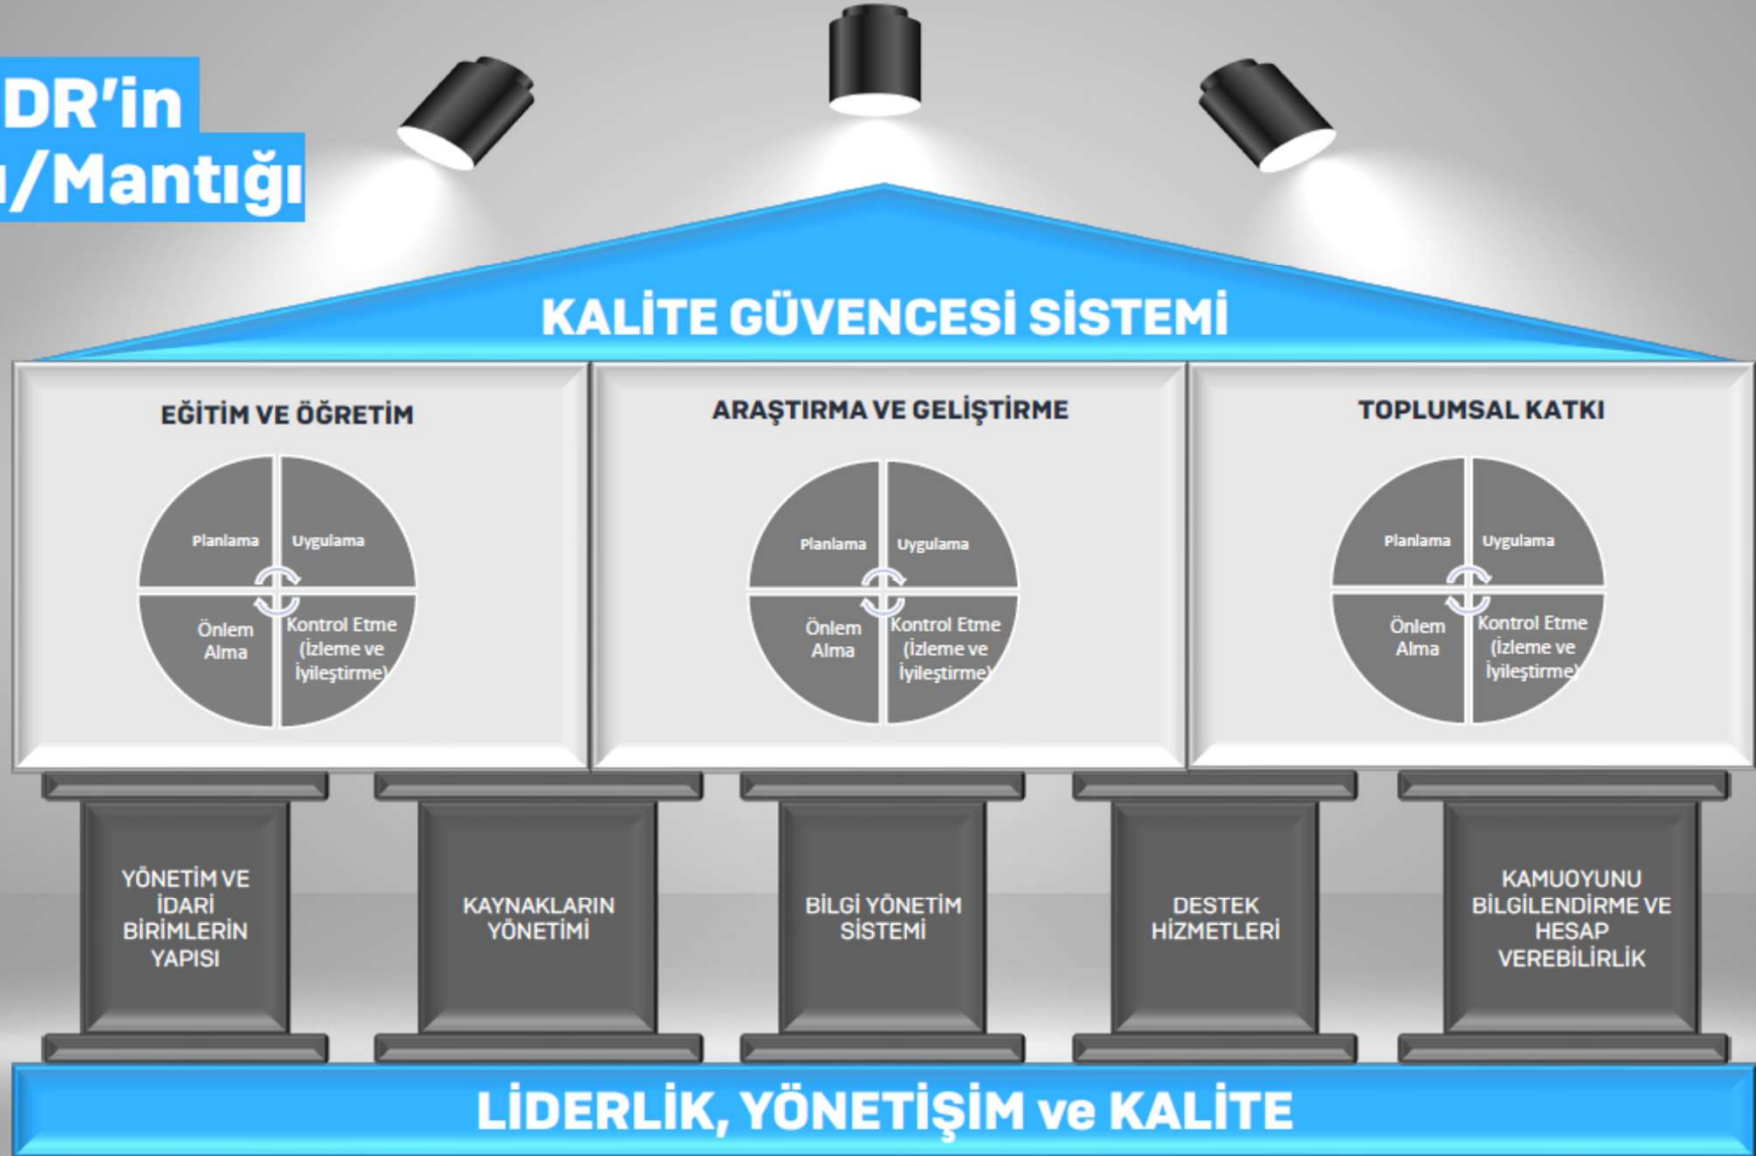 DR'in
/Mantığı
KALİTE GÜVENCESİ SİSTEMİ
EĞİTİM VE ÖĞRETİM
Planlama
Uygulama
Önlem
Alma
Kontrol Etme
(İzleme ve
İyileştirme)
ARAŞTIRMA VE GELİŞTİRME
Planlama
Uygulama
Önlem
Alma
Kontrol Etme
(İzleme ve
İyileştirme)
TOPLUMSAL KATKI
Planlama
Uygulama
Önlem
Alma
Kontrol Etme
(İzleme ve
İyileştirme)
YÖNETİM VE
İDARİ
BİRİMLERİN
YAPISI
KAYNAKLARIN
YÖNETİMİ
BİLGİ YÖNETİM
SİSTEMİ
DESTEK
HİZMETLERİ
KAMUOYUNU
BİLGİLENDİRME VE
HESAP
VEREBİLİRLİK
LİDERLİK, YÖNETİŞİM ve KALİTE